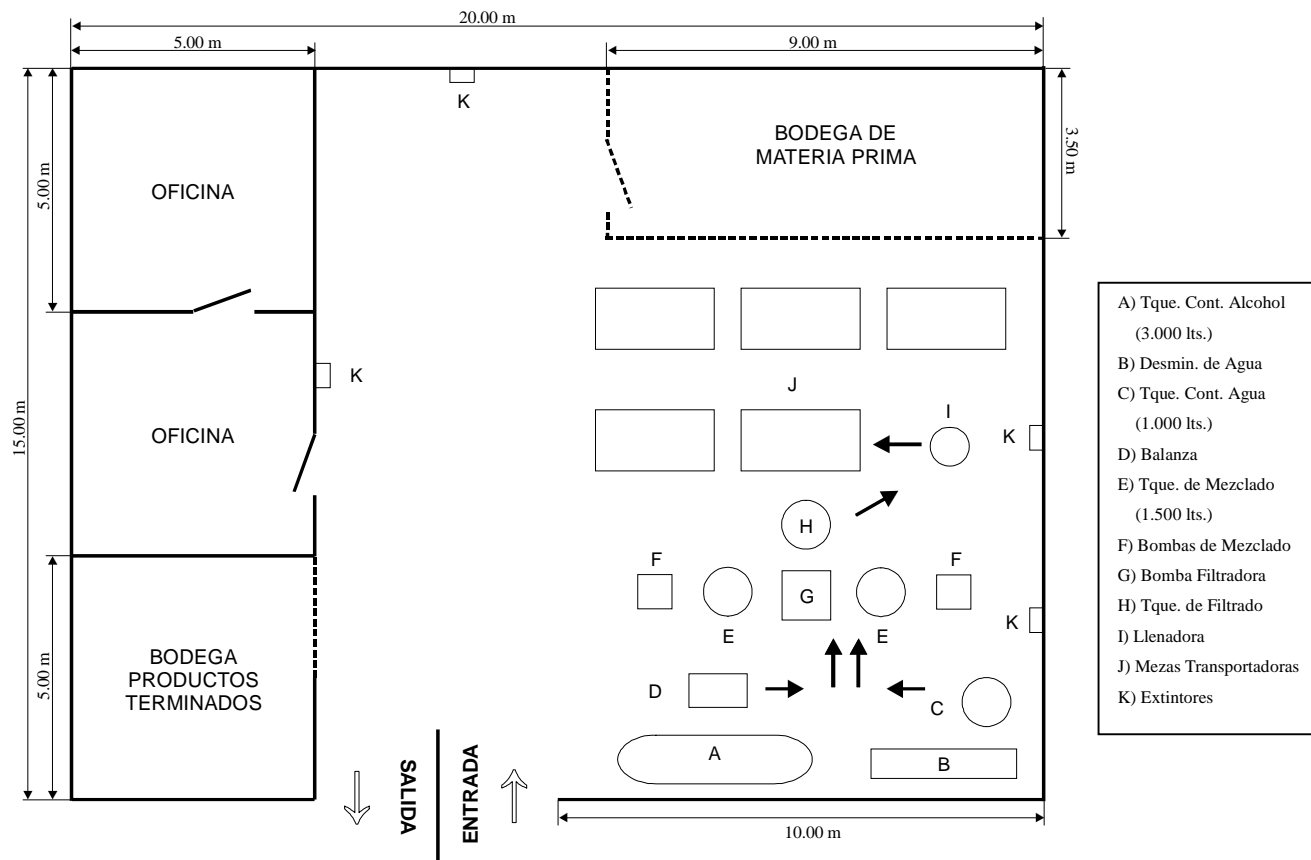 20.00 m
5.00 m
9.00 m
K
BODEGA DE
MATERIA PRIMA
3.50 m
5.00 m
OFICINA
15.00 m
K
OFICINA
J
I
K
H
F
F
G
E
E
K
5.00 m
BODEGA
PRODUCTOS
TERMINADOS
D
C
A
B
SALIDA
ENTRADA
10.00 m
A) Tque. Cont. Alcohol
(3.000 lts.)
B) Desmin. de Agua
C) Tque. Cont. Agua
(1.000 lts.)
D) Balanza
E) Tque. de Mezclado
(1.500 lts.)
F) Bombas de Mezclado
G) Bomba Filtradora
H) Tque. de Filtrado
I) Llenadora
J) Mezas Transportadoras
K) Extintores